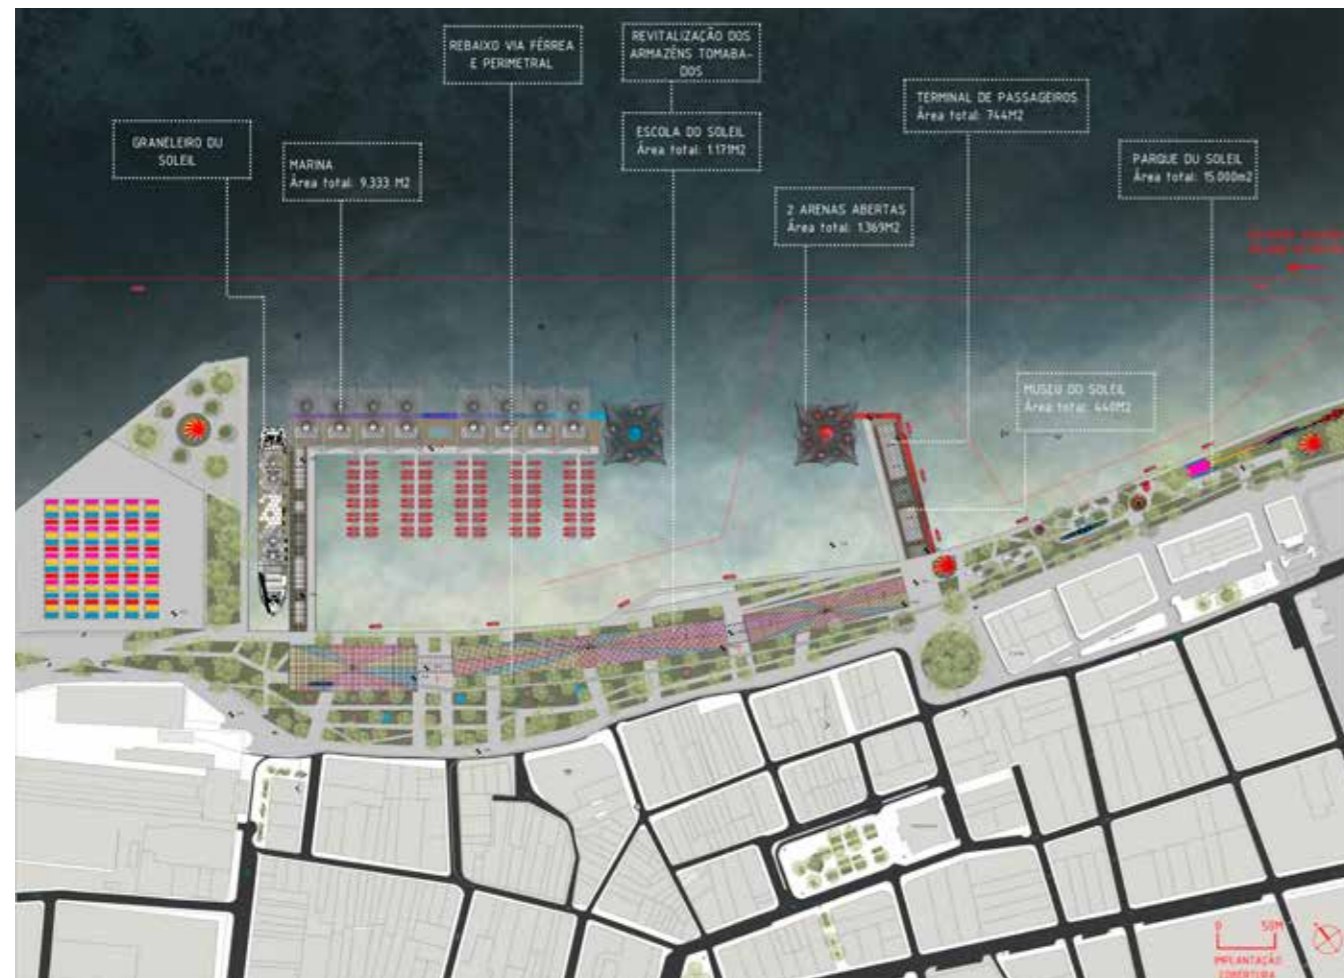 REBAIXO VIA FÉRREA
E PERIMETRAL
REVITALIZAÇÃO DOS
ARMAZÉNS TOMABA-
DOS
GRANELEIRO DU
SOLEIL
MARINA
Área total: 9.333 M2
ESCOLA DO SOLEIL
Área total: 1.171M2
TERMINAL DE PASSAGEIROS
Área total: 744M2
2 ARENAS ABERTAS
Área total: 1.369M2
PARQUE DU SOLEIL
Área total: 15.000m2
MUSEU DO SOLEIL
Área total: 440M2
0 50M
IMPLANTAÇÃO
COBERTURA